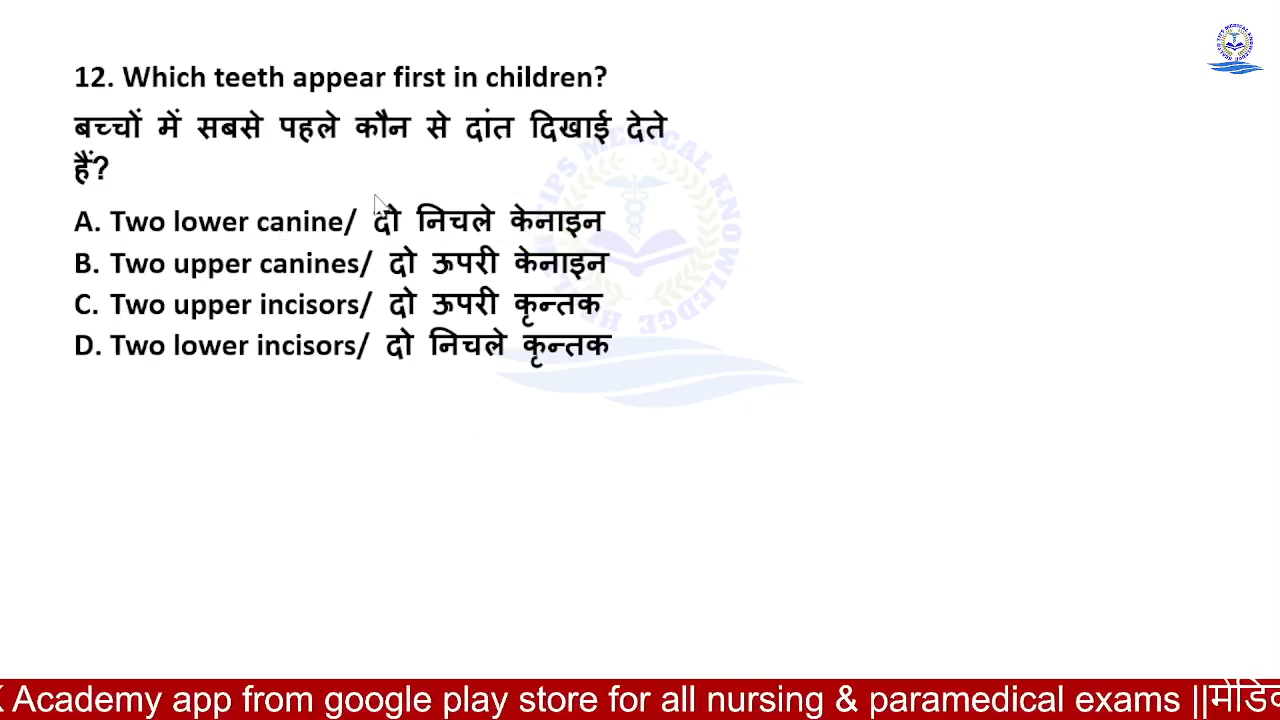 12. Which teeth appear first in children?
बच्चों में सबसे पहले कौन से दांत दिखाई देते
हैं?
A. Two lower canine/ दो निचले केनाइन
B. Two upper canines/ दो ऊपरी केनाइन
C. Two upper incisors/ दो ऊपरी कृन्तक
D. Two lower incisors/ दो निचले कृन्तक
Academy app from google play store for all nursing & paramedical exams ||